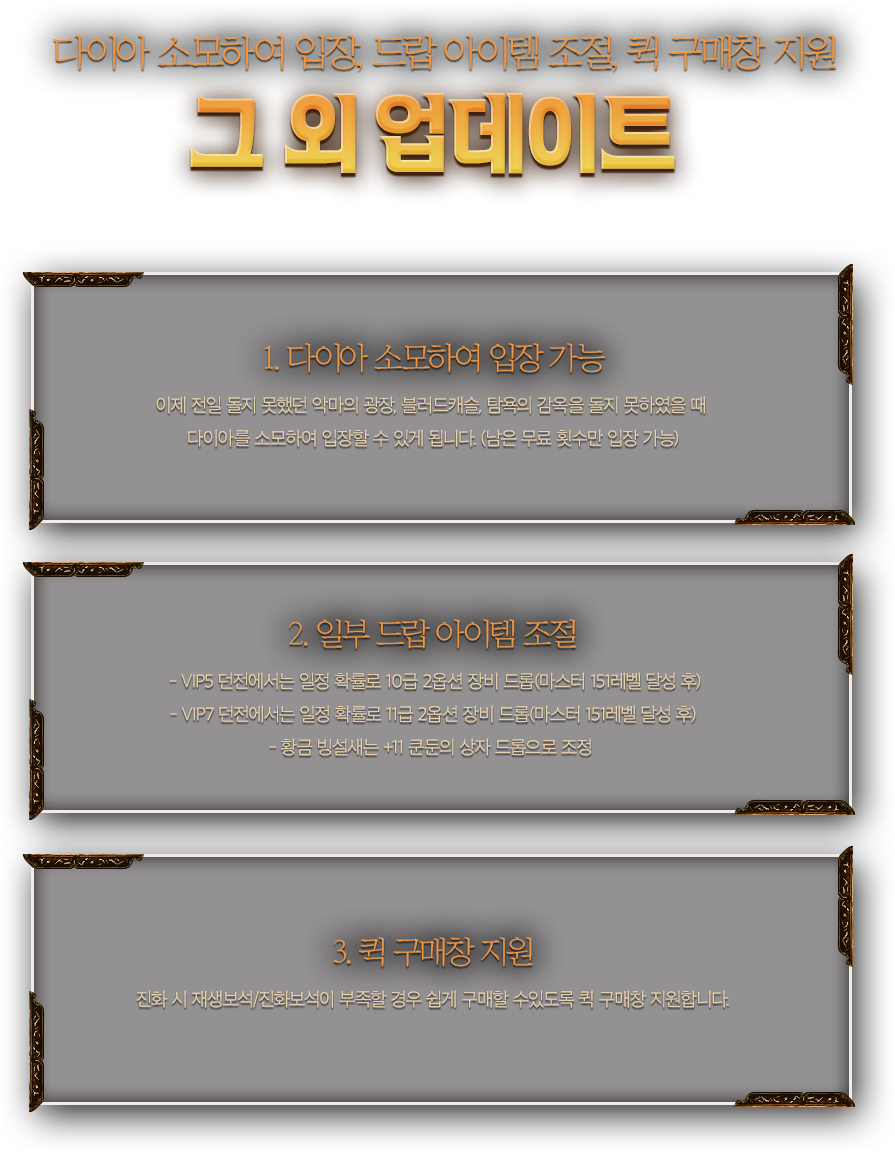 다이아 소모하여 입장, 드랍 아이템 조절, 퀵 구매창 지원
그 외 업데이트
1. 다이아 소모하여 입장 가능
이제 전일 돌지 못했던 악마의 광장, 블러드캐슬, 탐욕의 감옥을 돌지 못하였을 때
다이아를 소모하여 입장할 수 있게 됩니다. (남은 무료 횟수만 입장 가능)
2. 일부 드랍 아이템 조절
- VIP5 던전에서는 일정 확률로 10급 2옵션 장비 드롭(마스터 151레벨 달성 후)
- VIP7 던전에서는 일정 확률로 11급 2옵션 장비 드롭(마스터 151레벨 달성 후)
- 황금 빙설새는 +11 쿤둔의 상자 드롭으로 조정
3. 퀵 구매창 지원
진화 시 재생보석/진화보석이 부족할 경우 쉽게 구매할 수있도록 퀵 구매창 지원합니다.